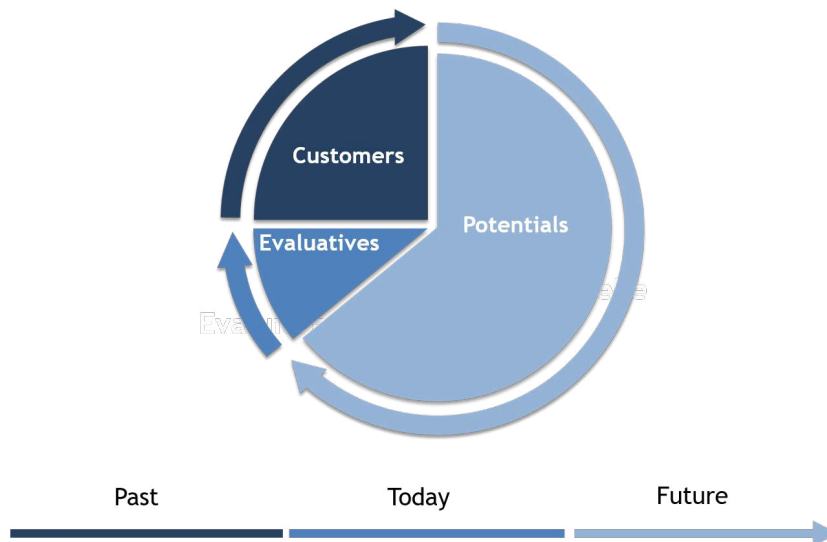 Customers
Potentials
Evaluatives
Past
Today
Future